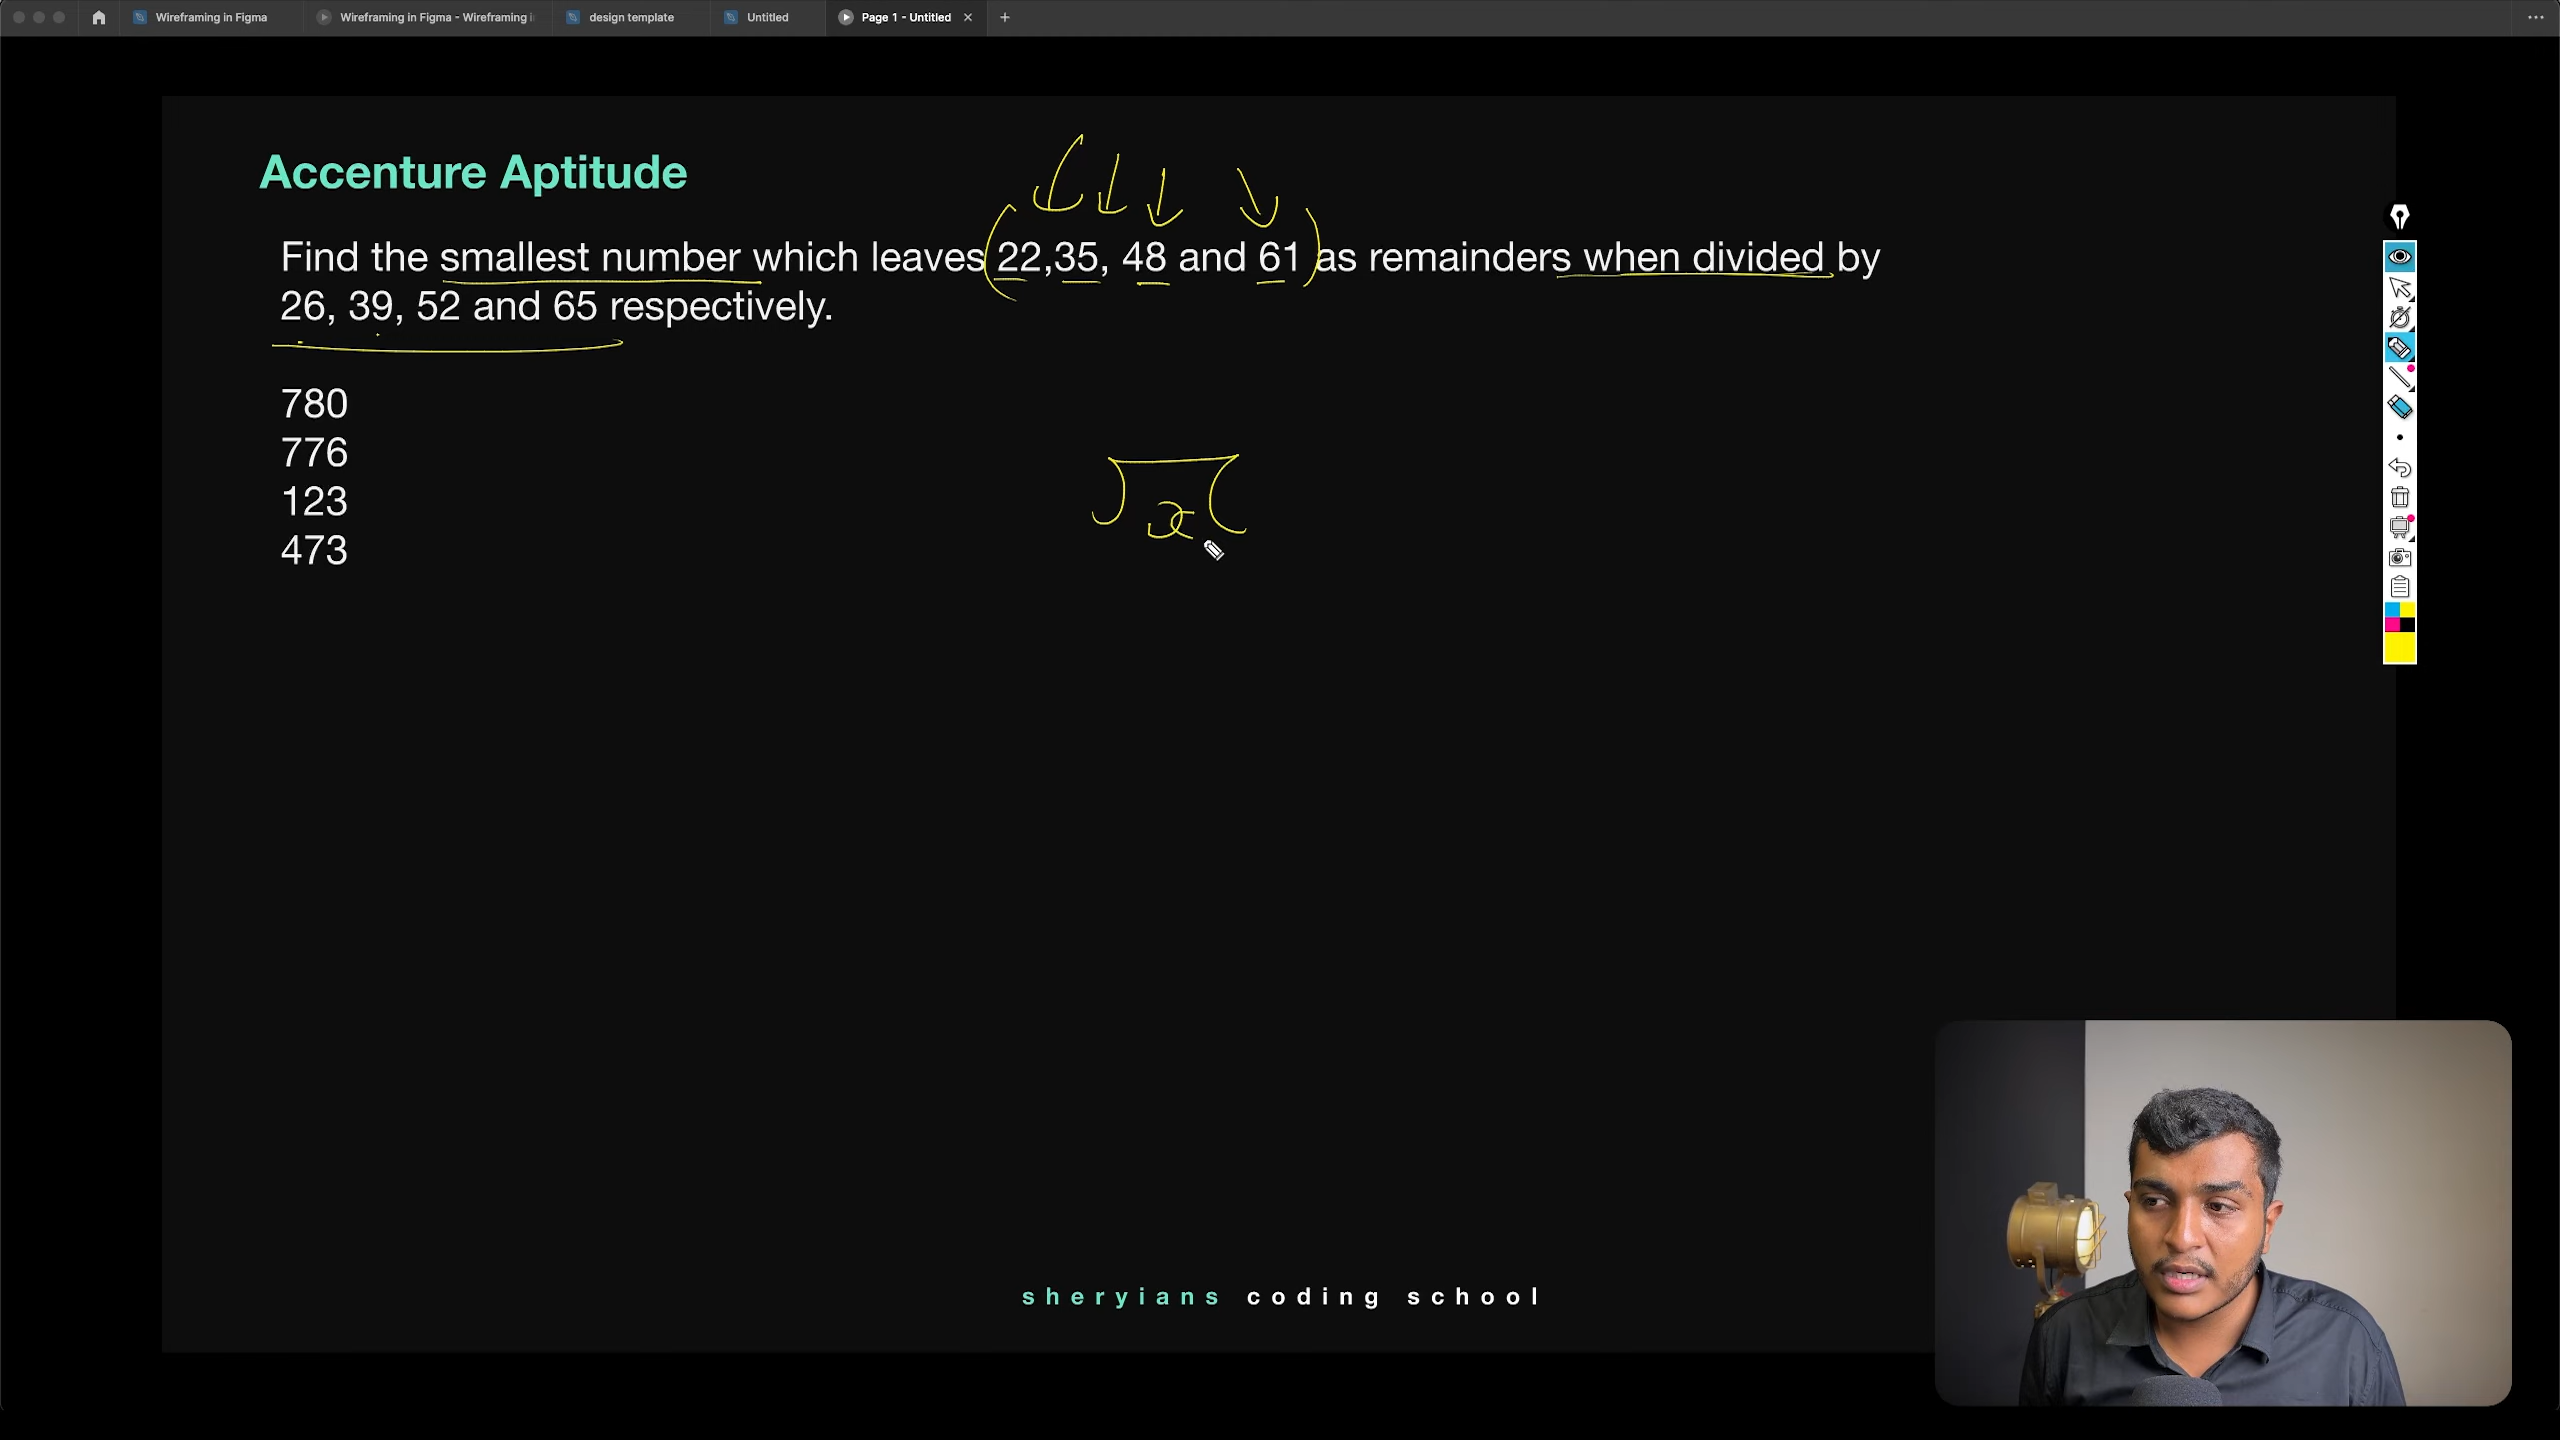 Wireframing in Figma
Wireframing in Figma - Wireframing i
design template
Untitled
Page 1 - Untitled
Accenture Aptitude
Find the smallest number which leaves (22,35, 48 and 61) as remainders when divided by
26, 39, 52 and 65 respectively.
780
776
123
473
x
sheryians coding school